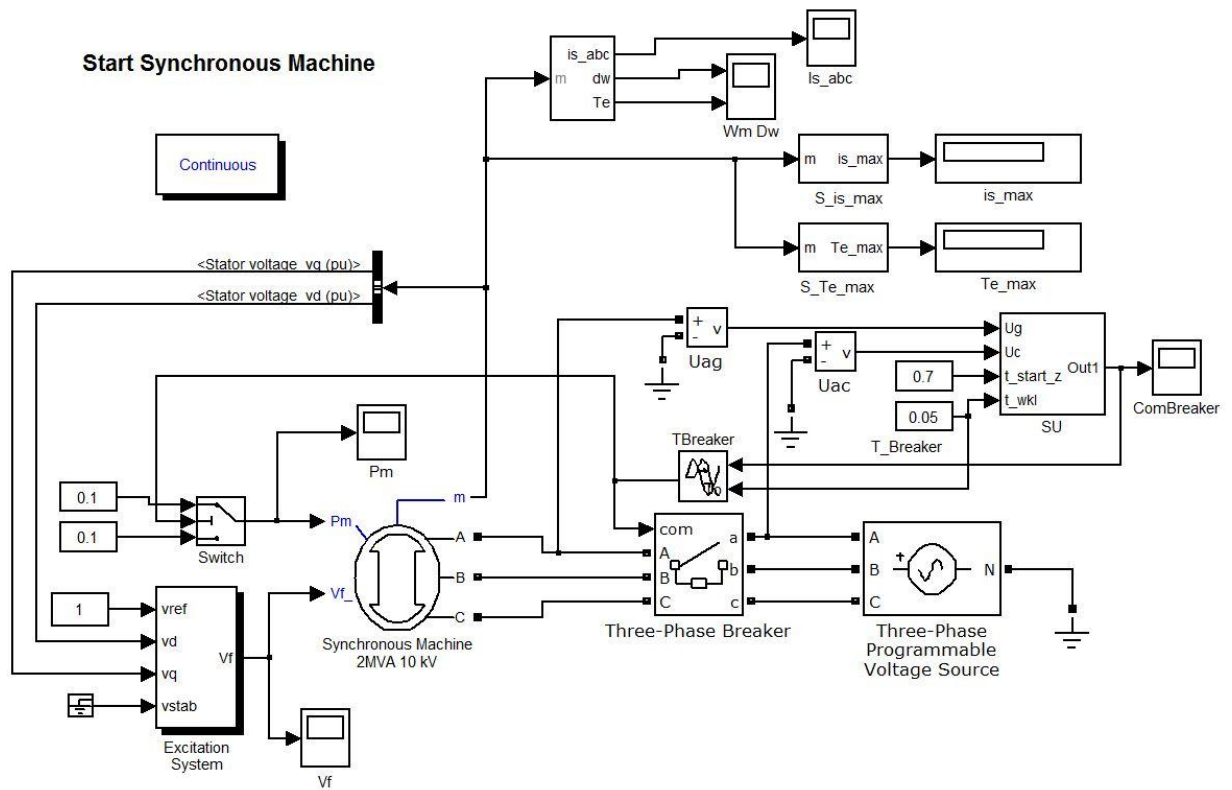 Start Synchronous Machine
Continuous
m
is_abc
dw
Te
Is_abc
Wm Dw
m is_max
S_is_max
is_max
m Te_max
S_Te_max
Te_max
<Stator voltage vq (pu)>
<Stator voltage vd (pu)>
+
-
v
Uag
+
-
v
Uac
Ug
Uc
t_start_z
t_wkl
Out1
SU
0.7
0.05
T_Breaker
ComBreaker
TBreaker
Pm
0.1
0.1
Switch
Pm
Vf_
m
A
B
C
Synchronous Machine
2MVA 10 kV
com
A
B
C
a
b
c
Three-Phase Breaker
A
B
C
+
N
Three-Phase
Programmable
Voltage Source
1
vref
vd
vq
vstab
Vf
Excitation
System
Vf